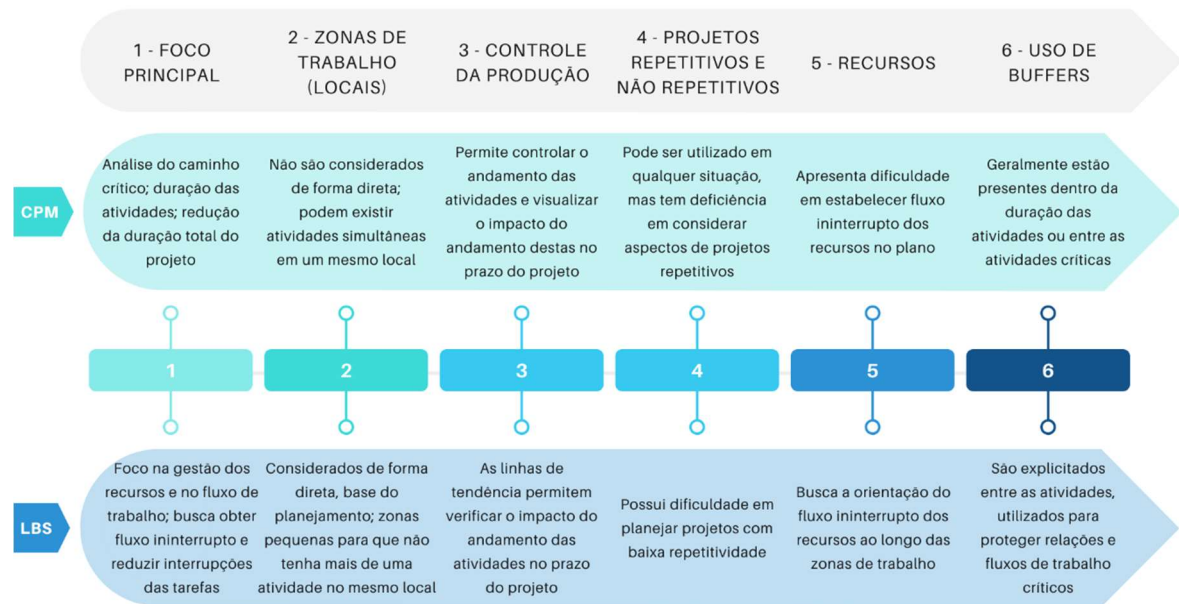 1 - FOCO
PRINCIPAL
2 - ZONAS DE
TRABALHO
(LOCAIS)
3 - CONTROLE
DA PRODUÇÃO
4 - PROJETOS
REPETITIVOS E
NÃO REPETITIVOS
5 - RECURSOS
6 - USO DE
BUFFERS
CPM
Análise do caminho
crítico; duração das
atividades; redução
da duração total do
projeto
Não são considerados
de forma direta;
podem existir
atividades simultâneas
em um mesmo local
Permite controlar o
andamento das
atividades e visualizar
o impacto do
andamento destas no
prazo do projeto
Pode ser utilizado em
qualquer situação,
mas tem deficiência
em considerar
aspectos de projetos
repetitivos
Apresenta dificuldade
em estabelecer fluxo
ininterrupto dos
recursos no plano
Geralmente estão
presentes dentro da
duração das
atividades ou entre as
atividades críticas
1
2
3
4
5
6
LBS
Foco na gestão dos
recursos e no fluxo de
trabalho; busca obter
fluxo ininterrupto e
reduzir interrupções
das tarefas
Considerados de forma
direta, base do
planejamento; zonas
pequenas para que não
tenha mais de uma
atividade no mesmo local
As linhas de
tendência permitem
verificar o impacto do
andamento das
atividades no prazo
do projeto
Possui dificuldade em
planejar projetos com
baixa repetitividade
Busca a orientação do
fluxo ininterrupto dos
recursos ao longo das
zonas de trabalho
São explicitados
entre as atividades,
utilizados para
proteger relações e
fluxos de trabalho
críticos